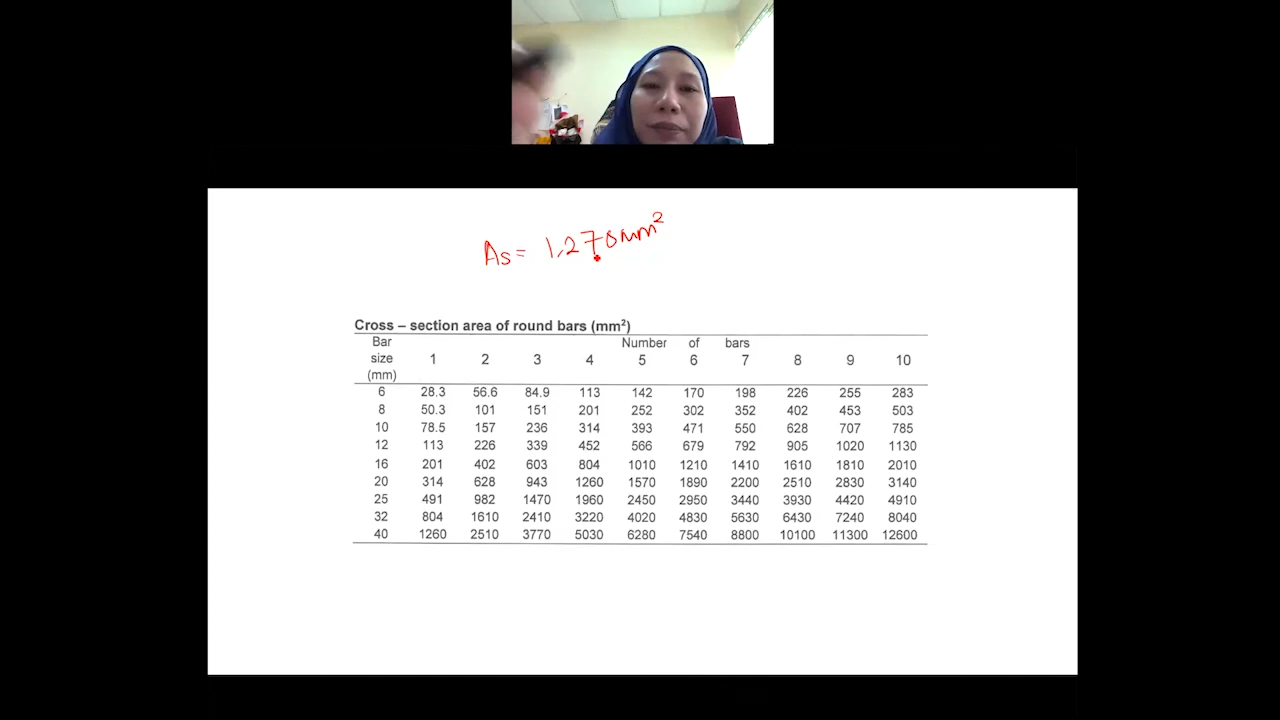 As = 1,270mm²
Cross – section area of round bars (mm²)
Bar size (mm) Number of bars
1 2 3 4 5 6 7 8 9 10
6 28.3 56.6 84.9 113 142 170 198 226 255 283
8 50.3 101 151 201 252 302 352 402 453 503
10 78.5 157 236 314 393 471 550 628 707 785
12 113 226 339 452 566 679 792 905 1020 1130
16 201 402 603 804 1010 1210 1410 1610 1810 2010
20 314 628 943 1260 1570 1890 2200 2510 2830 3140
25 491 982 1470 1960 2450 2950 3440 3930 4420 4910
32 804 1610 2410 3220 4020 4830 5630 6430 7240 8040
40 1260 2510 3770 5030 6280 7540 8800 10100 11300 12600